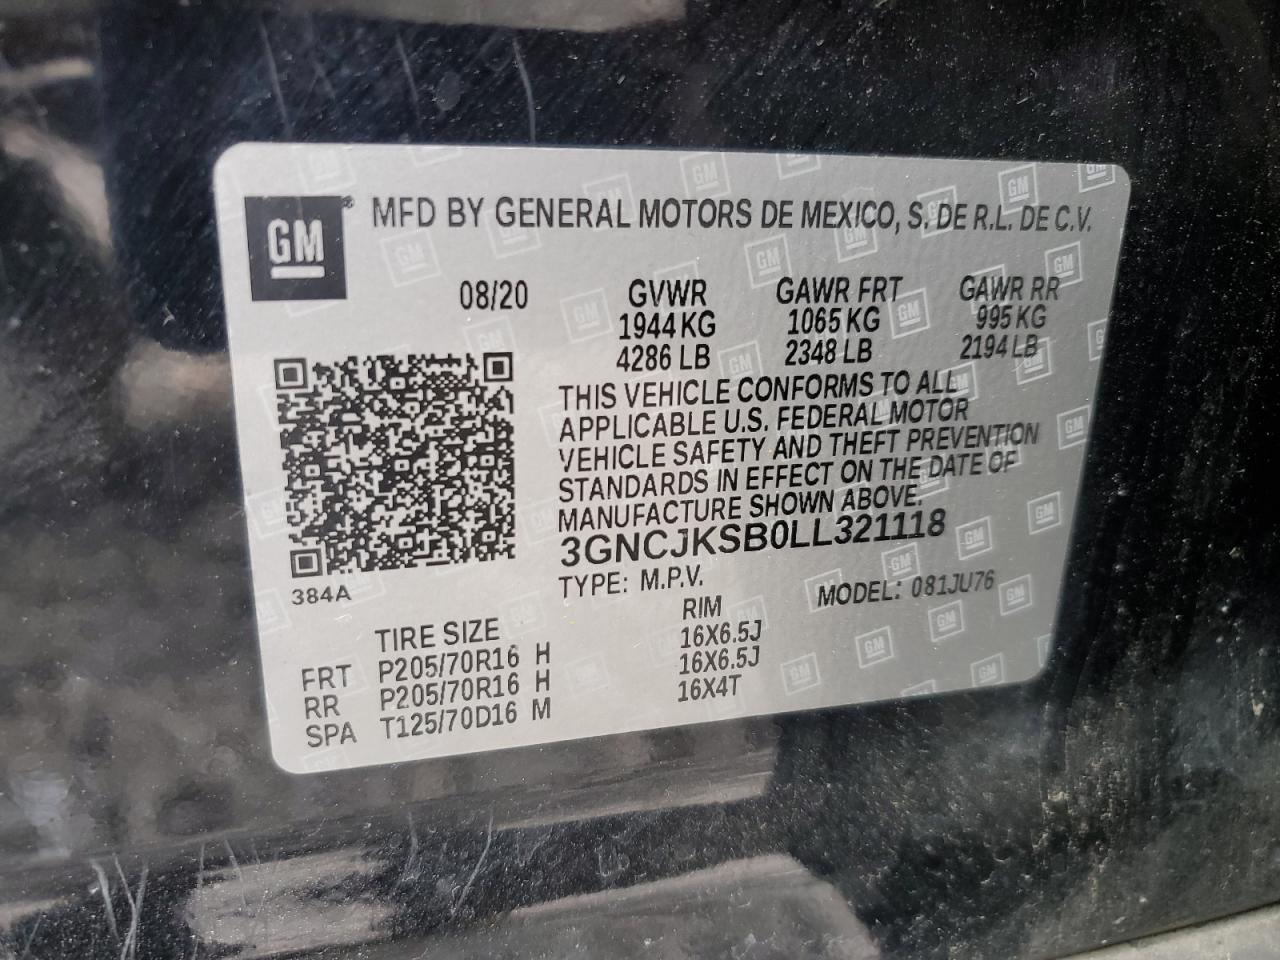 GM
MFD BY GENERAL MOTORS DE MEXICO, S. DE R.L. DE C.V.
08/20 GVWR GAWR FRT GAWR RR
1944 KG 1065 KG 995 KG
4286 LB 2348 LB 2194 LB
THIS VEHICLE CONFORMS TO ALL
APPLICABLE U.S. FEDERAL MOTOR
VEHICLE SAFETY AND THEFT PREVENTION
STANDARDS IN EFFECT ON THE DATE OF
MANUFACTURE SHOWN ABOVE.
3GNCJKSB0LL321118
TYPE: M.P.V. MODEL: 081JU76
384A
TIRE SIZE RIM
FRT P205/70R16 H 16X6.5J
RR P205/70R16 H 16X6.5J
SPA T125/70D16 M 16X4T